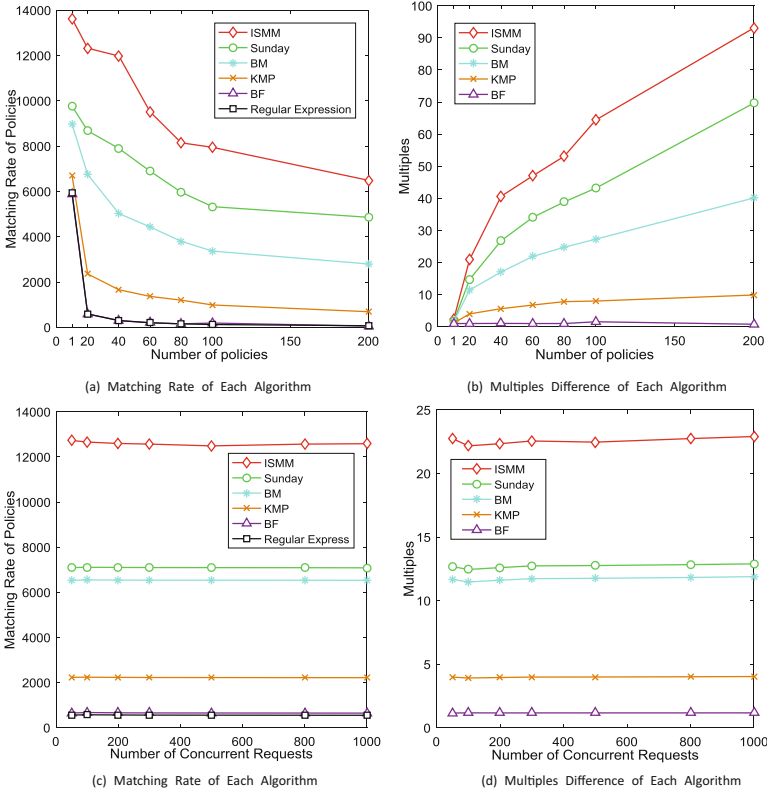 14000
12000
10000
8000
6000
4000
2000
0
Matching Rate of Policies
ISMM
Sunday
BM
KMP
BF
Regular Expression
0 1 20 40 60 80 100 150 200
Number of policies
(a) Matching Rate of Each Algorithm
100
90
80
70
60
50
40
30
20
10
0
Multiples
ISMM
Sunday
BM
KMP
BF
0 1 20 40 60 80 100 150 200
Number of policies
(b) Multiples Difference of Each Algorithm
14000
12000
10000
8000
6000
4000
2000
0
Matching Rate of Policies
ISMM
Sunday
BM
KMP
BF
Regular Express
0 200 400 600 800 1000
Number of Concurrent Requests
(c) Matching Rate of Each Algorithm
25
20
15
10
5
0
Multiples
ISMM
Sunday
BM
KMP
BF
0 200 400 600 800 1000
Number of Concurrent Requests
(d) Multiples Difference of Each Algorithm